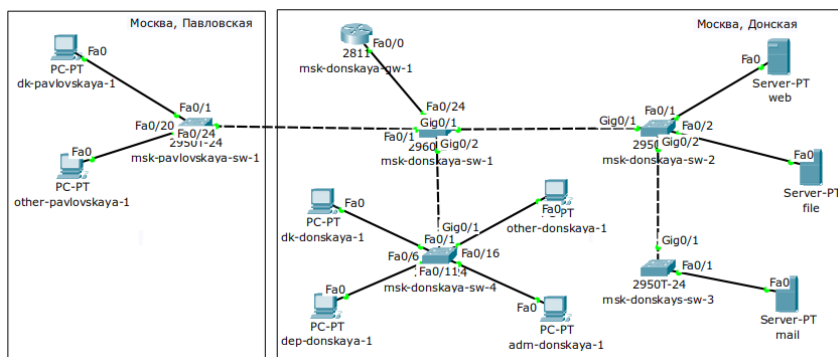 Москва, Павловская
PC-PT
dk-pavlovskaya-1
Fa0
Fa0/1
Fa0/20
Fa0/24
2950T-24
msk-pavlovskaya-sw-1
Fa0
PC-PT
other-pavlovskaya-1
Москва, Донская
Fa0/0
2811
msk-donskaya-gw-1
Fa0/24
Gig0/1
Fa0/1
2960
Gig0/2
msk-donskaya-sw-1
Gig0/1
Fa0/1
Fa0/2
Gig0/2
msk-donskaya-sw-2
Fa0
Server-PT
web
Fa0
Server-PT
file
Gig0/1
Fa0/1
2950T-24
msk-donskays-sw-3
Fa0
Server-PT
mail
Fa0
PC-PT
dk-donskaya-1
Fa0
other-donskaya-1
Gig0/1
Fa0/1
Fa0/6
Fa0/16
Fa0/11
msk-donskaya-sw-4
Fa0
PC-PT
dep-donskaya-1
Fa0
PC-PT
adm-donskaya-1